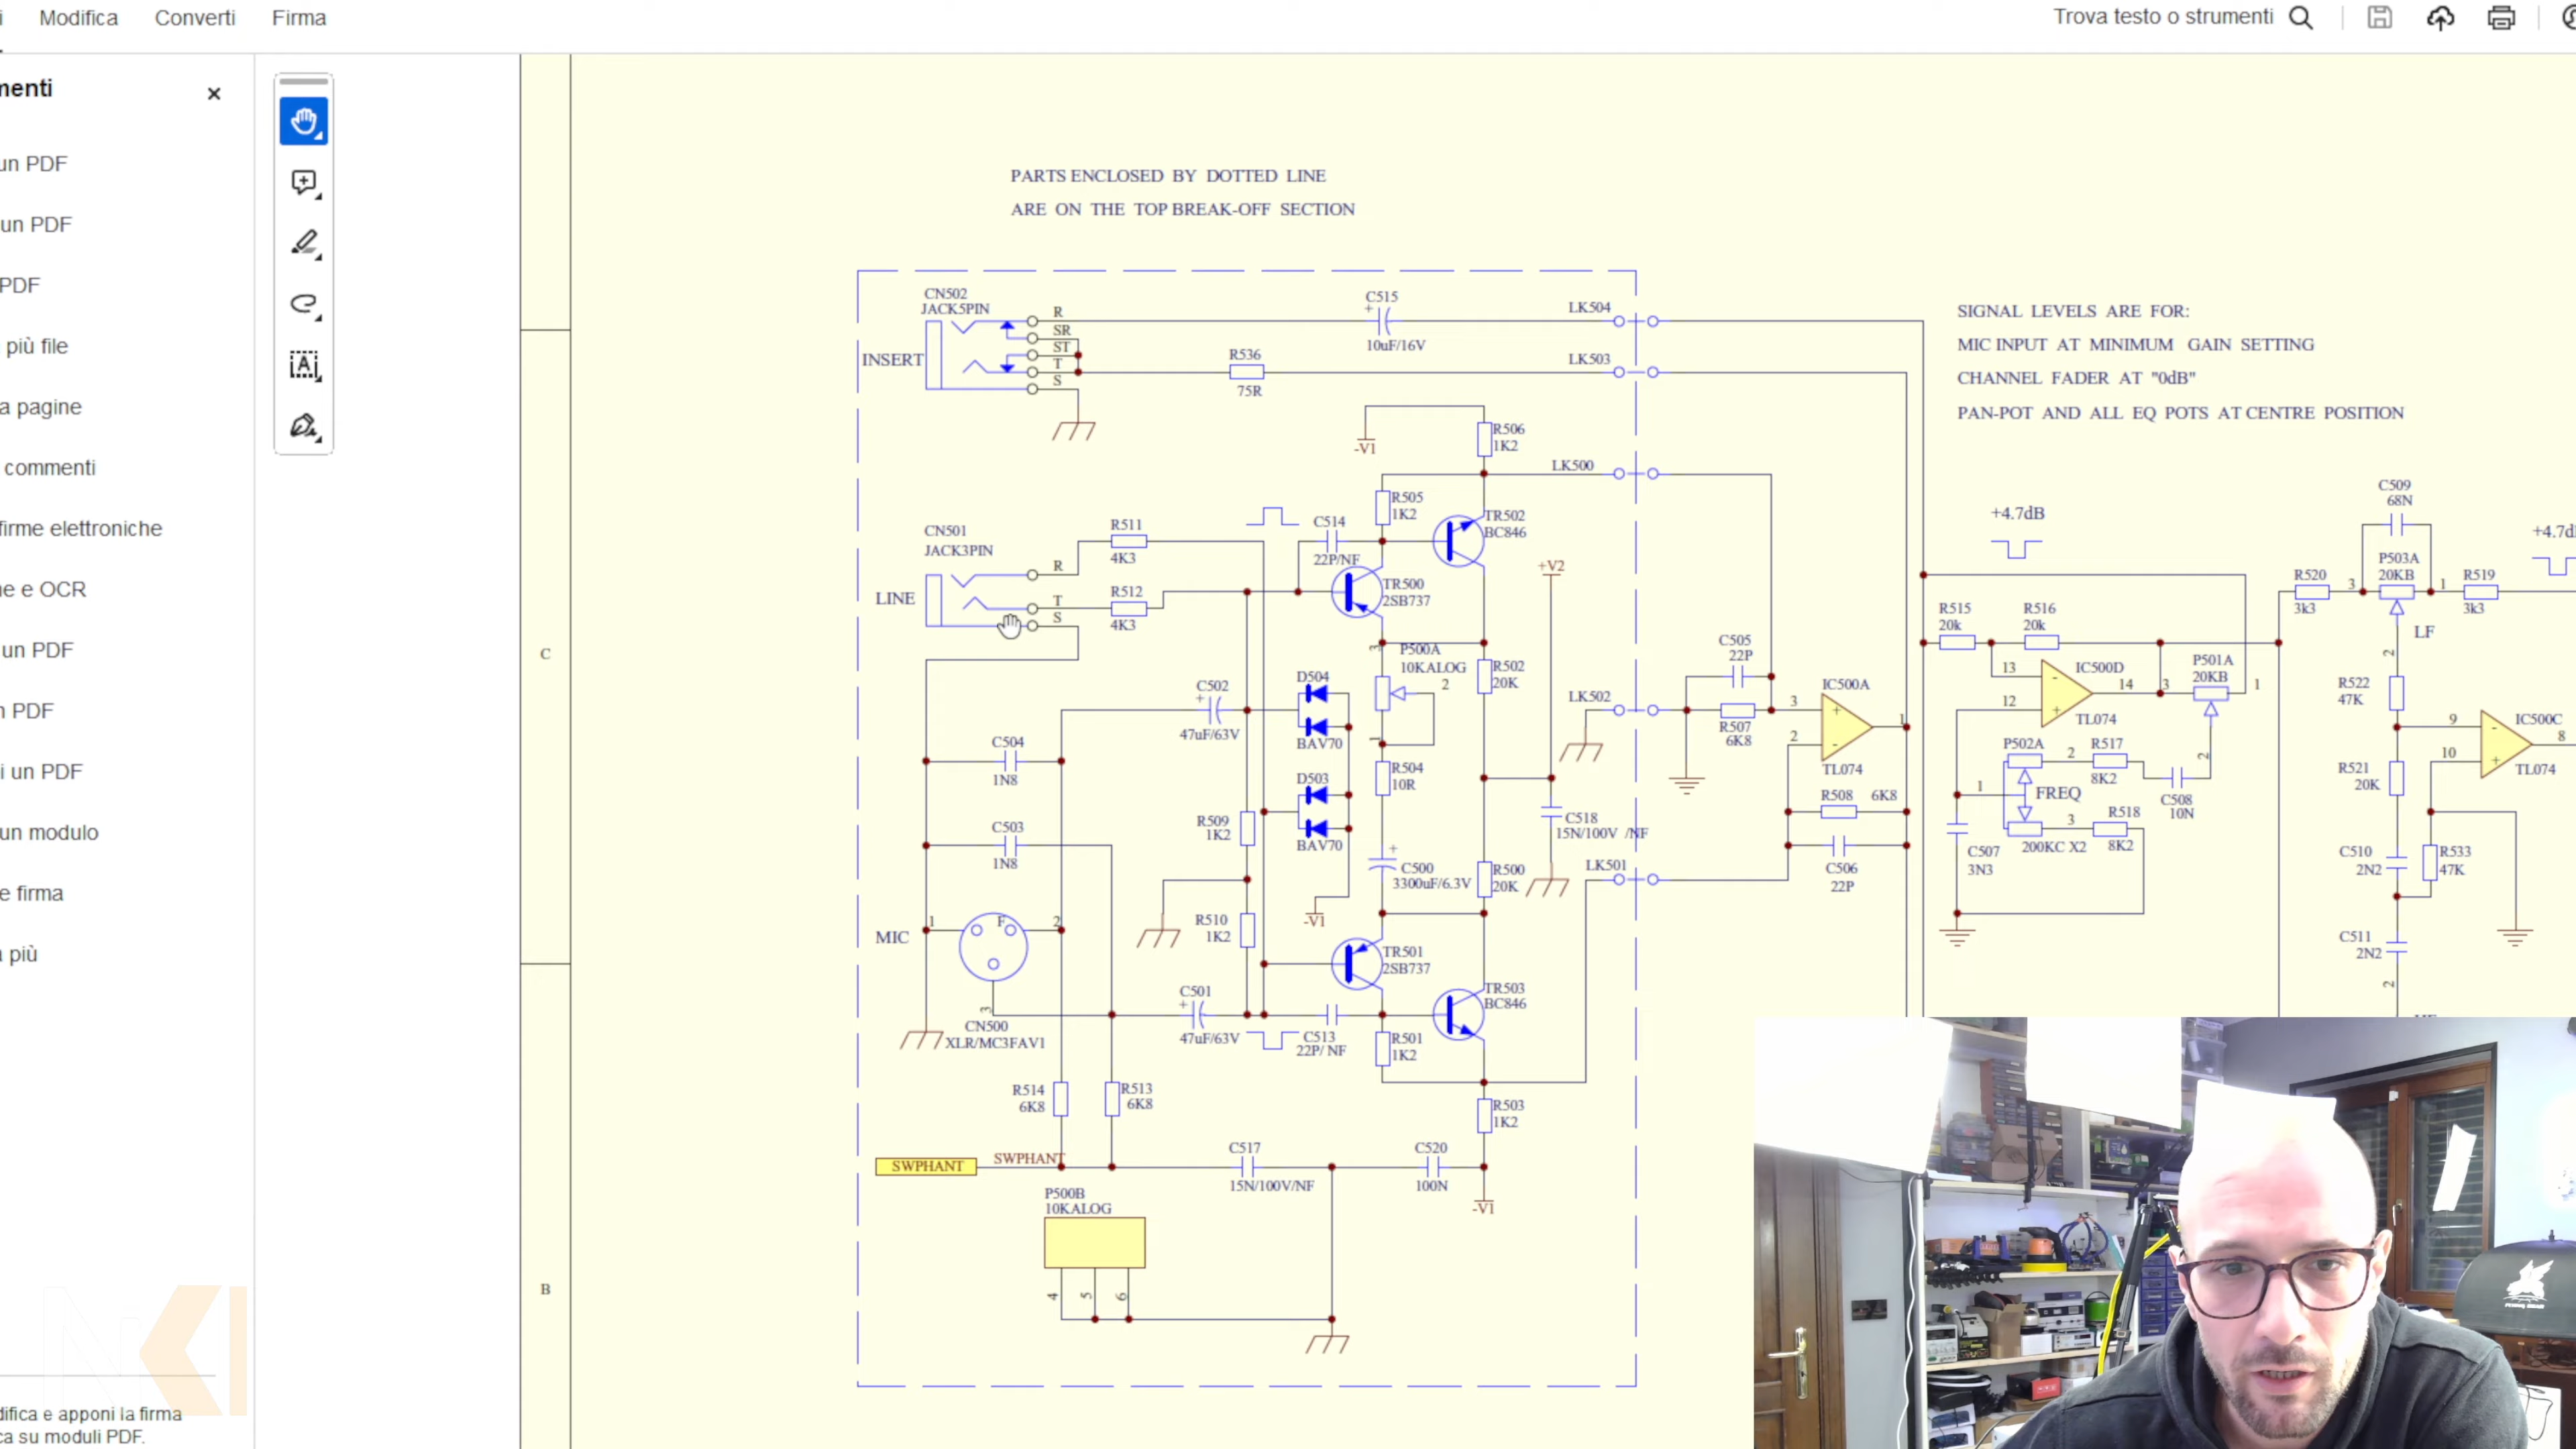 Modifica Converti Firma
Trova testo o strumenti
menti
un PDF
un PDF
PDF
più file
a pagine
commenti
firme elettroniche
ne e OCR
un PDF
n PDF
i un PDF
un modulo
e firma
a più
difica e apponi la firma
ca su moduli PDF.
C
B
PARTS ENCLOSED BY DOTTED LINE
ARE ON THE TOP BREAK-OFF SECTION
CN502
JACK5PIN
INSERT
R
SR
ST
T
S
C515
+
10uF/16V
LK504
R536
75R
LK503
-V1
R506
1K2
LK500
R505
1K2
TR502
BC846
CN501
JACK3PIN
LINE
R
T
S
R511
4K3
R512
4K3
C514
22P/NF
TR500
2SB737
+V2
3
P500A
10KALOG
2
1
R502
20K
D504
BAV70
D503
BAV70
C502
+
47uF/63V
C504
1N8
C503
1N8
R504
10R
R509
1K2
R510
1K2
+
C500
3300uF/6.3V
-V1
R500
20K
C518
15N/100V /NF
LK502
LK501
MIC
1
F
2
3
CN500
XLR/MC3FAV1
TR501
2SB737
TR503
BC846
C501
+
47uF/63V
C513
22P/ NF
R501
1K2
R514
6K8
R513
6K8
R503
1K2
SWPHANT
SWPHANT
C517
15N/100V/NF
C520
100N
-V1
P500B
10KALOG
4
5
6
C505
22P
R507
6K8
3
2
+
-
IC500A
1
TL074
R508 6K8
C506
22P
SIGNAL LEVELS ARE FOR:
MIC INPUT AT MINIMUM GAIN SETTING
CHANNEL FADER AT "0dB"
PAN-POT AND ALL EQ POTS AT CENTRE POSITION
+4.7dB
R515
20k
R516
20k
13
12
-
+
IC500D
14
TL074
3
P501A
20KB
1
2
P502A
2
R517
8K2
1
FREQ
C508
10N
3
R518
8K2
200KC X2
C507
3N3
C509
68N
+4.7d
R520
3k3
3
P503A
20KB
1
R519
3k3
LF
2
R522
47K
9
10
-
+
IC500C
8
TL074
R521
20K
C510
2N2
R533
47K
C511
2N2
2